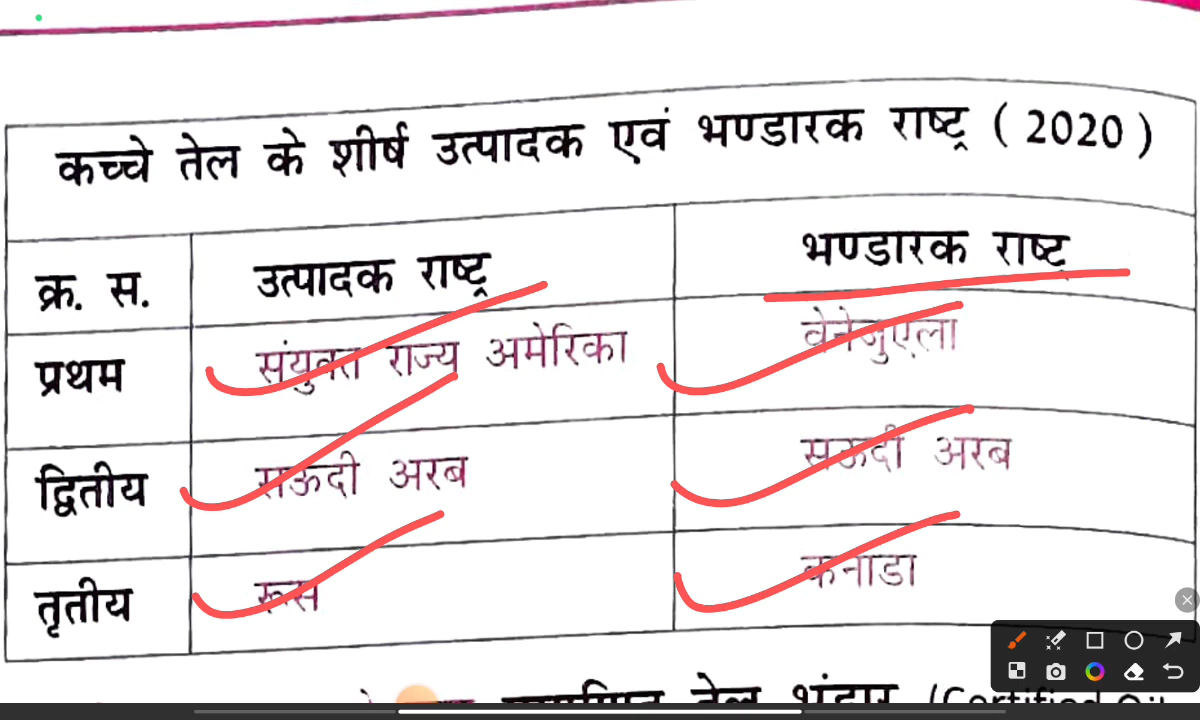 कच्चे तेल के शीर्ष उत्पादक एवं भण्डारक राष्ट्र ( 2020 )
क्र. स. उत्पादक राष्ट्र भण्डारक राष्ट्र
प्रथम संयुक्त राज्य अमेरिका वेनेजुएला
द्वितीय सऊदी अरब सऊदी अरब
तृतीय रूस कनाडा
तेल भंडार